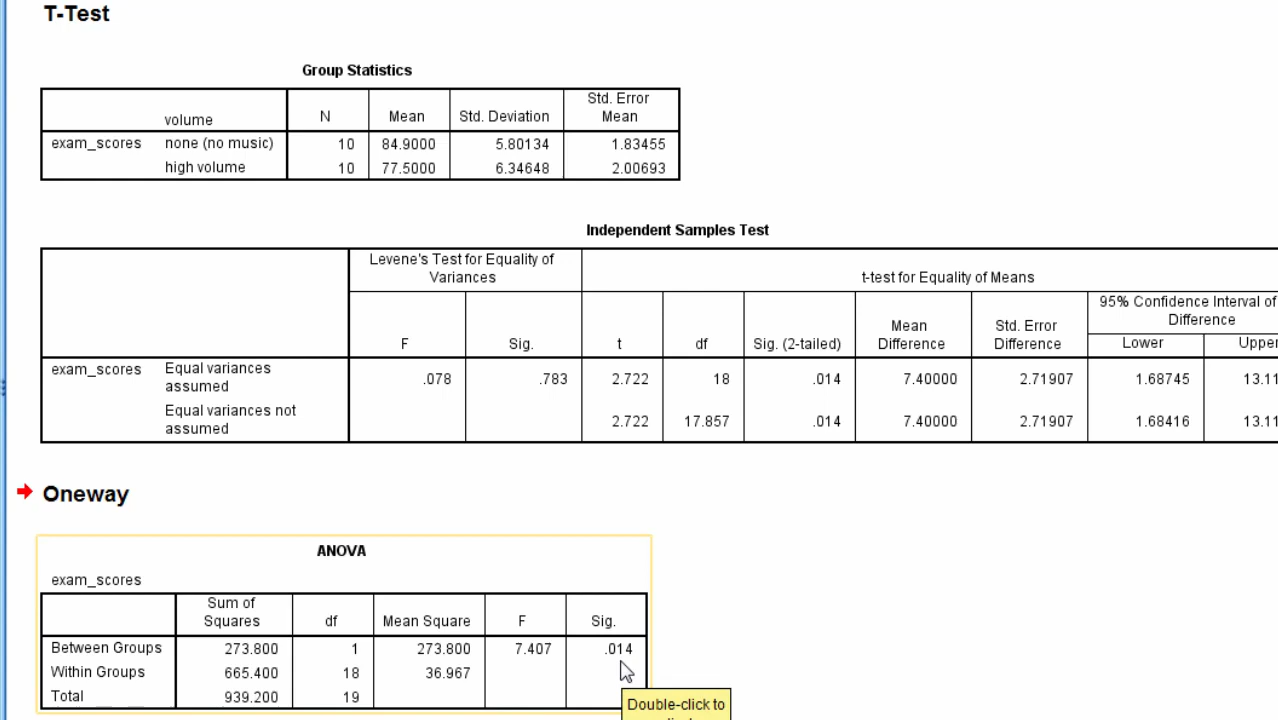 T-Test
Group Statistics
volume N Mean Std. Deviation Std. Error Mean
exam_scores none (no music) 10 84.9000 5.80134 1.83455
high volume 10 77.5000 6.34648 2.00693
Independent Samples Test
Levene's Test for Equality of Variances t-test for Equality of Means
F Sig. t df Sig. (2-tailed) Mean Difference Std. Error Difference 95% Confidence Interval of Difference
Lower Upper
exam_scores Equal variances assumed .078 .783 2.722 18 .014 7.40000 2.71907 1.68745 13.11
Equal variances not assumed 2.722 17.857 .014 7.40000 2.71907 1.68416 13.11
Oneway
ANOVA
exam_scores
Sum of Squares df Mean Square F Sig.
Between Groups 273.800 1 273.800 7.407 .014
Within Groups 665.400 18 36.967
Total 939.200 19
Double-click to